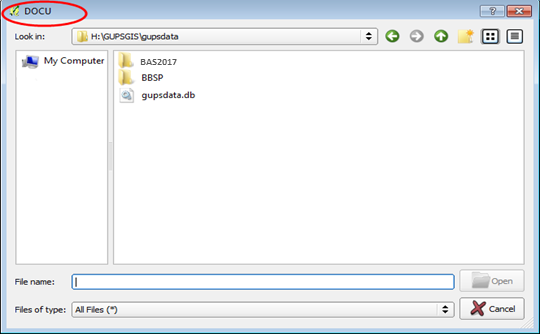 DOCU
Look in: H:\GUPSGIS\gupsdata
My Computer
BAS2017
BBSP
gupsdata.db
File name: Open
Files of type: All Files (*) Cancel